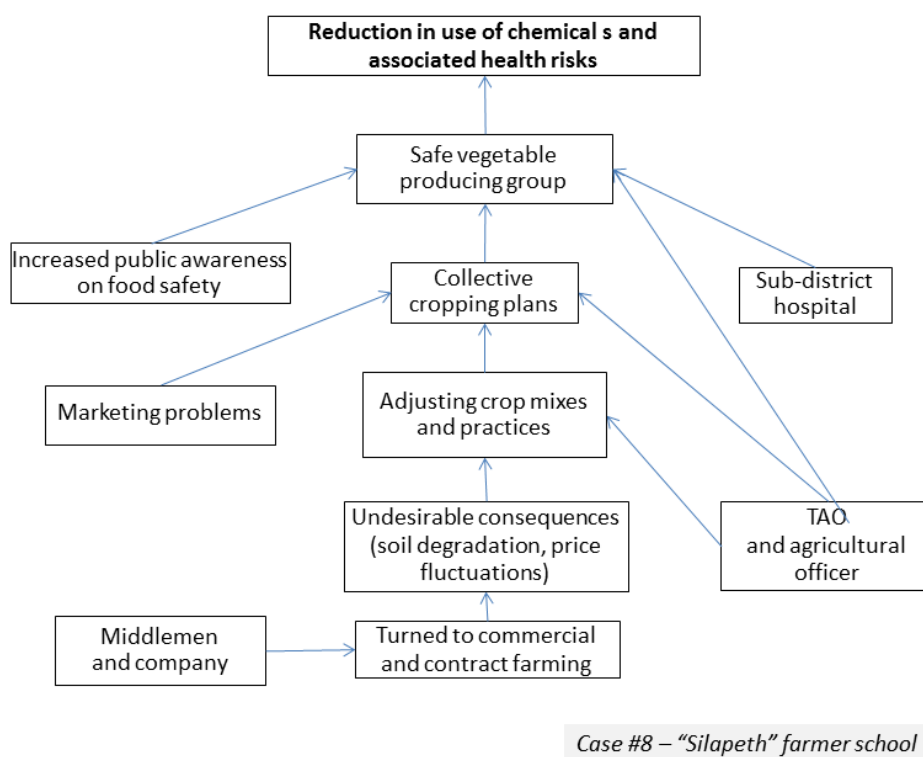 Reduction in use of chemical s and
associated health risks
Safe vegetable
producing group
Increased public awareness
on food safety
Collective
cropping plans
Sub-district
hospital
Marketing problems
Adjusting crop mixes
and practices
Undesirable consequences
(soil degradation, price
fluctuations)
TAO
and agricultural
officer
Middlemen
and company
Turned to commercial
and contract farming
Case #8 – “Silapeth” farmer school